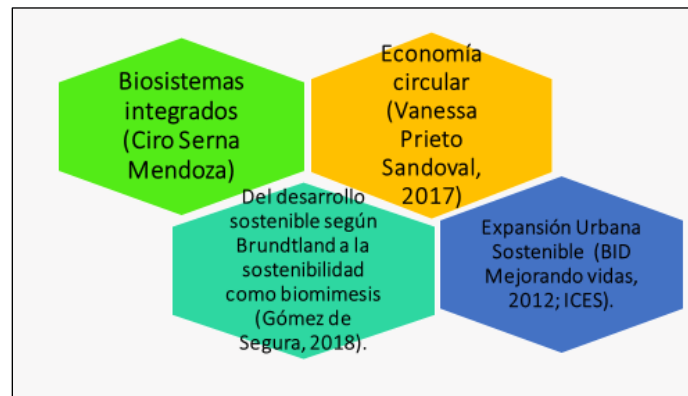 Biosistemas
integrados
(Ciro Serna
Mendoza)
Economía
circular
(Vanessa
Prieto
Sandoval,
2017)
Del desarrollo
sostenible según
Brundtland a la
sostenibilidad
como biomimesis
(Gómez de
Segura, 2018).
Expansión Urbana
Sostenible (BID
Mejorando vidas,
2012; ICES).